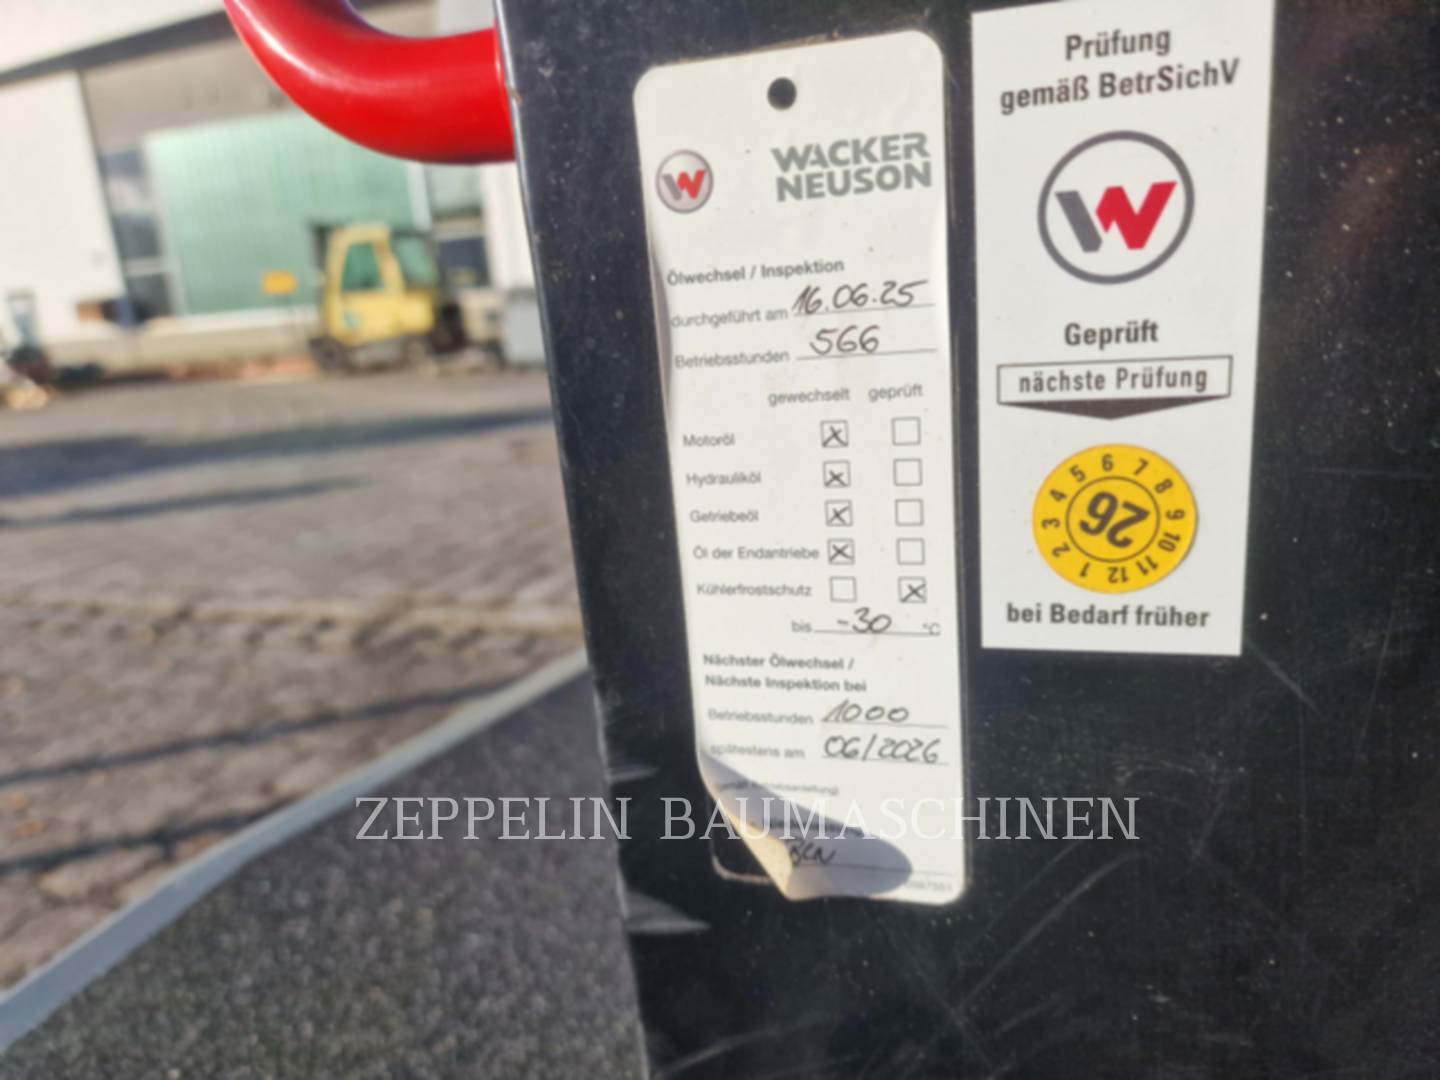 WACKER
NEUSON
Ölwechsel / Inspektion
durchgeführt am 16.06.25
Betriebsstunden 566
gewechselt geprüft
Motoröl
Hydrauliköl
Getriebeöl
Öl der Endantriebe
Kühlerfrostschutz
bis -30 °C
Nächster Ölwechsel /
Nächste Inspektion bei
Betriebsstunden 1000
spätestens am 06/2026
Prüfung
gemäß BetrSichV
Geprüft
nächste Prüfung
1 2 3 4 5 6 7 8 9 10 11 12
26
bei Bedarf früher
ZEPPELIN BAUMASCHINEN